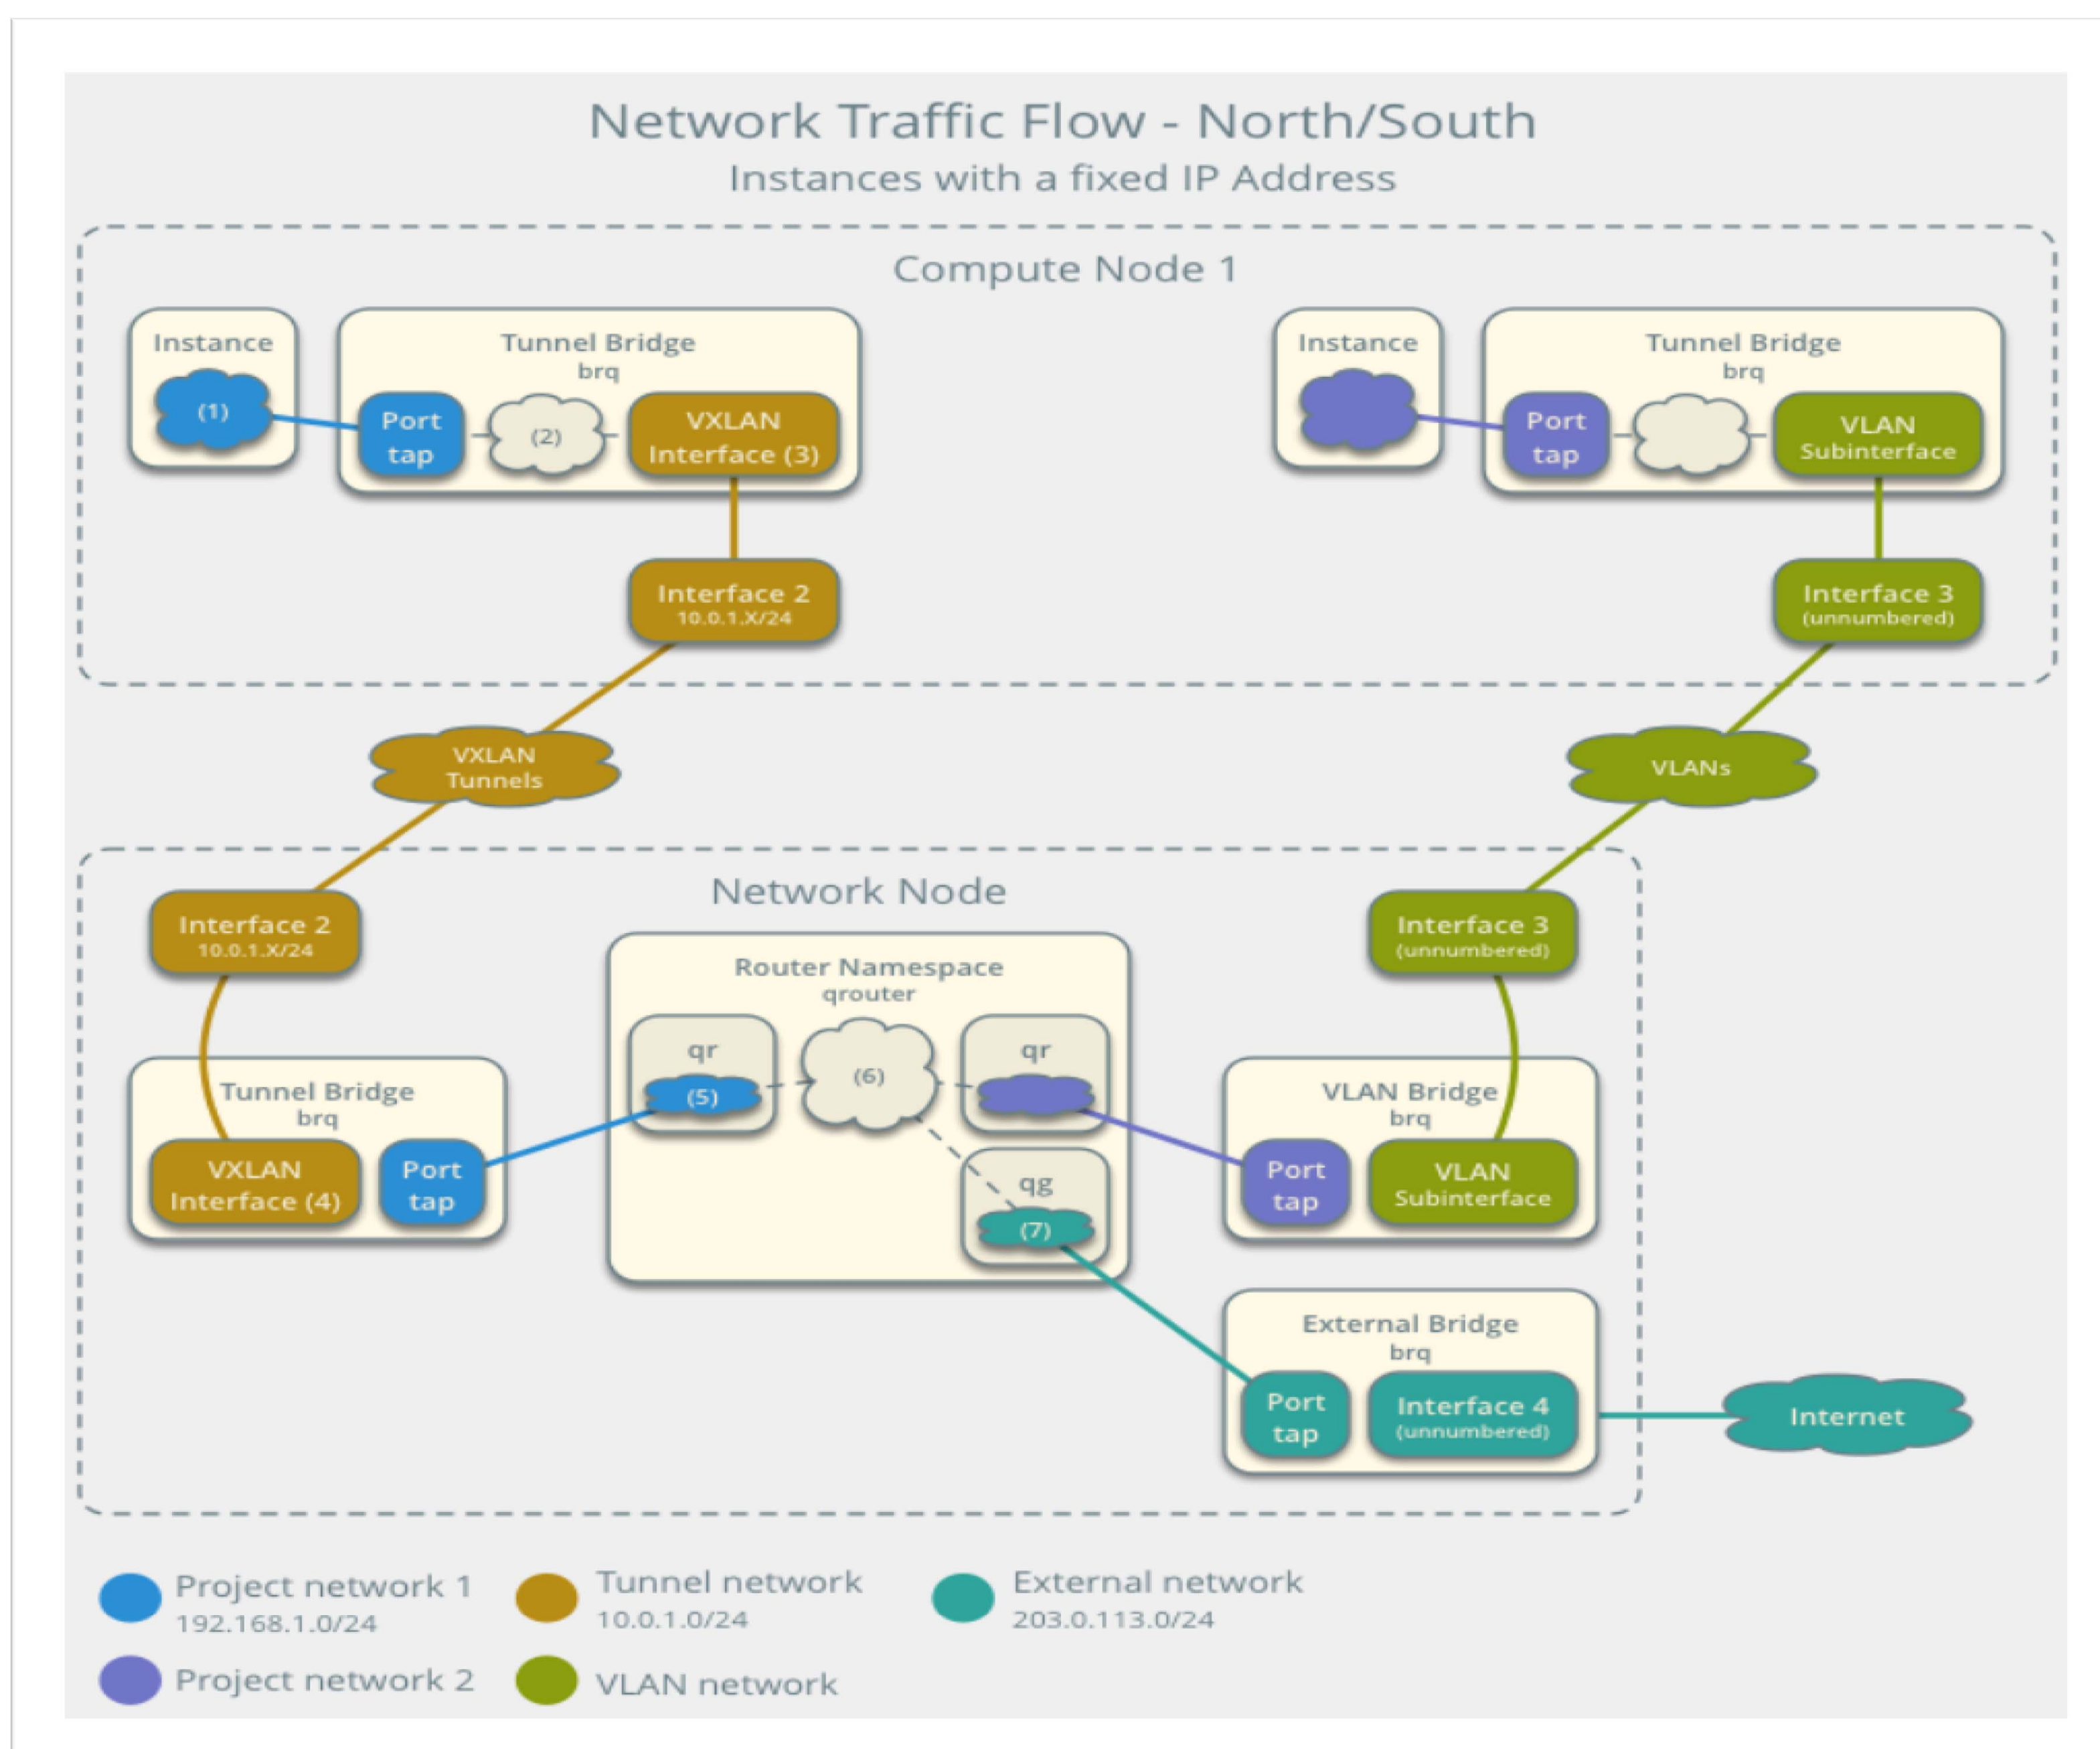 Network Traffic Flow - North/South
Instances with a fixed IP Address
Compute Node 1
Instance
(1)
Tunnel Bridge
brq
Port
tap
(2)
VXLAN
Interface (3)
Instance
Tunnel Bridge
brq
Port
tap
VLAN
Subinterface
Interface 2
10.0.1.X/24
Interface 3
(unnumbered)
VXLAN
Tunnels
VLANs
Network Node
Interface 2
10.0.1.X/24
Interface 3
(unnumbered)
Router Namespace
qrouter
qr
(5)
(6)
qr
qg
(7)
Tunnel Bridge
brq
VXLAN
Interface (4)
Port
tap
VLAN Bridge
brq
Port
tap
VLAN
Subinterface
External Bridge
brq
Port
tap
Interface 4
(unnumbered)
Internet
Project network 1
192.168.1.0/24
Tunnel network
10.0.1.0/24
External network
203.0.113.0/24
Project network 2
VLAN network